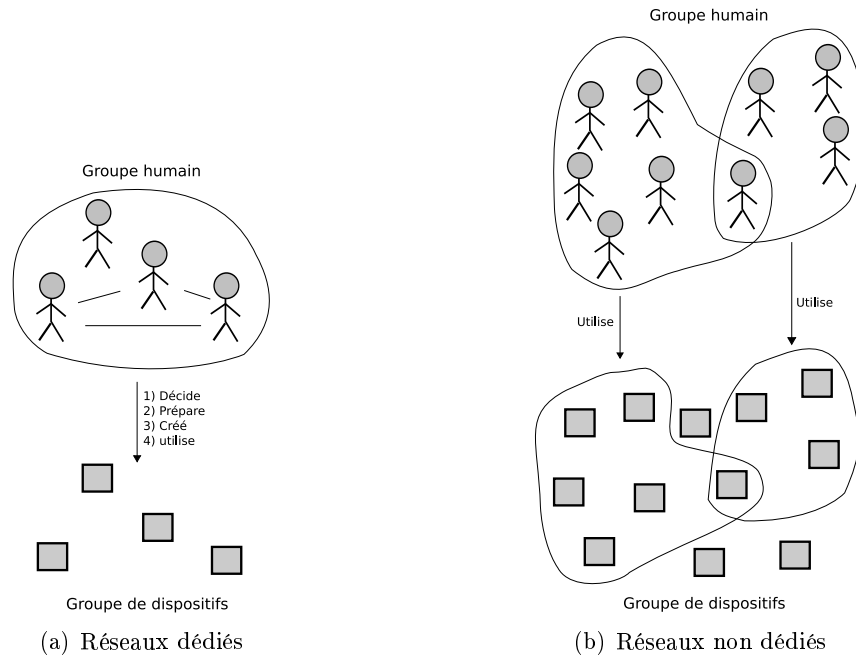 Groupe humain
1) Décide
2) Prépare
3) Créé
4) utilise
Groupe de dispositifs
(a) Réseaux dédiés
Groupe humain
Utilise
Utilise
Groupe de dispositifs
(b) Réseaux non dédiés